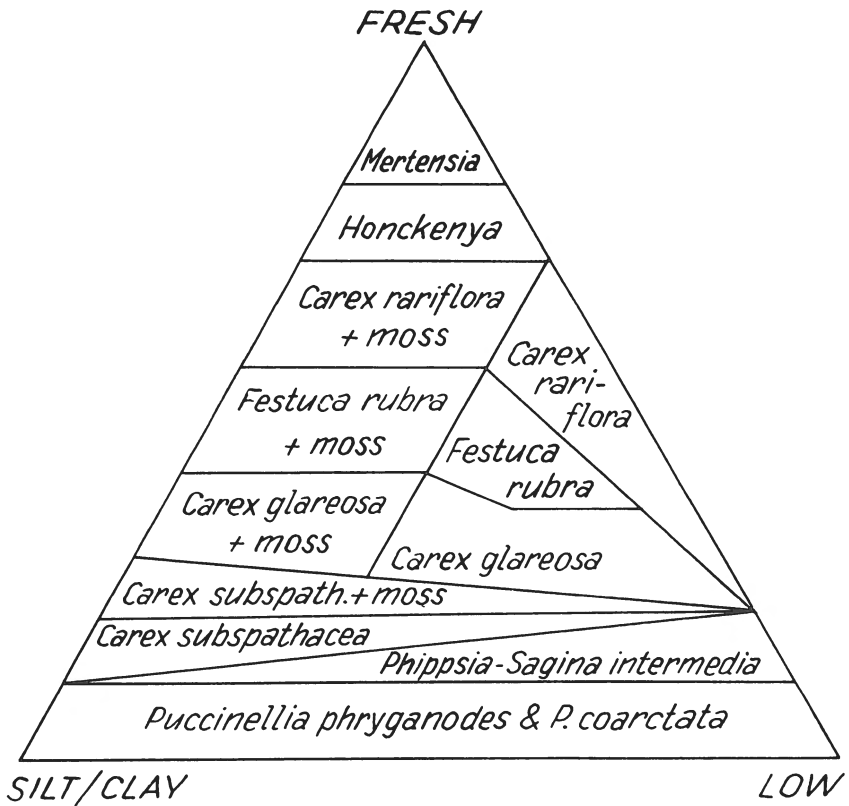 FRESH
Mertensia
Honckenya
Carex rariflora
+ moss
Carex
rari-
flora
Festuca rubra
+ moss
Festuca
rubra
Carex glareosa
+ moss
Carex glareosa
Carex subspath.+moss
Carex subspathacea
Phippsia-Sagina intermedia
Puccinellia phryganodes & P. coarctata
SILT/CLAY
LOW